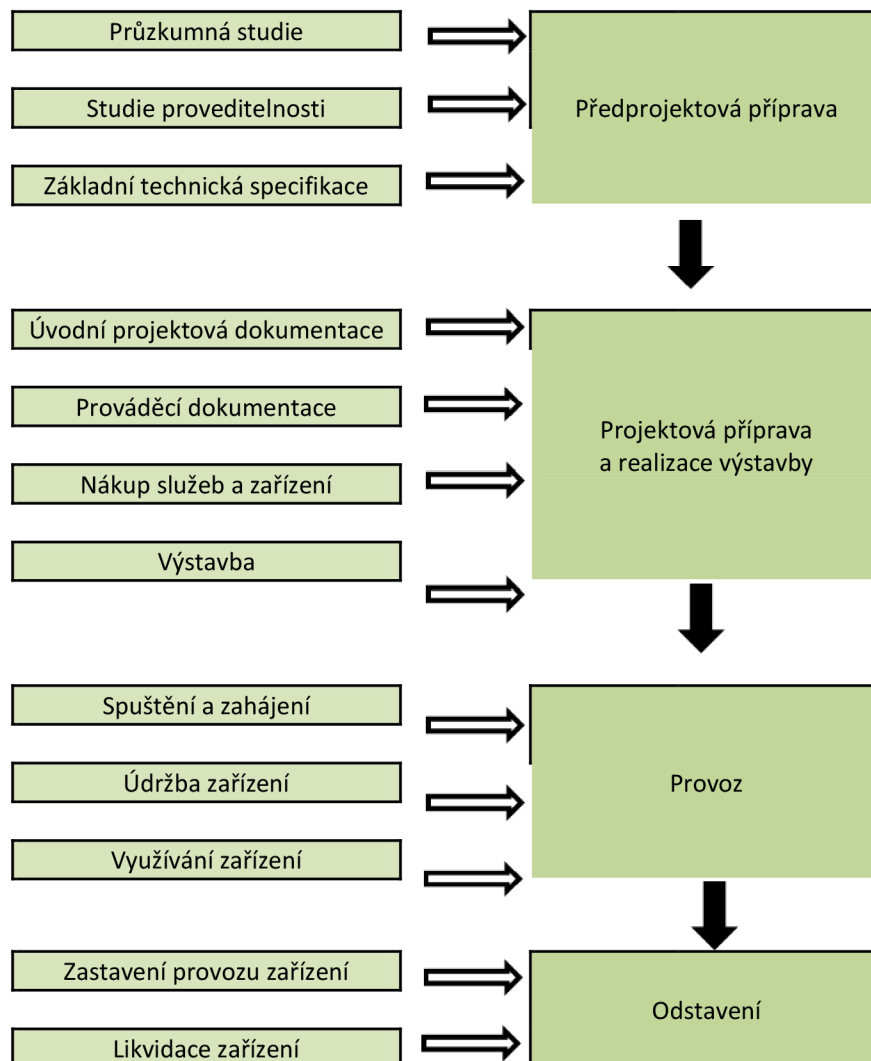 Průzkumná studie
Studie proveditelnosti
Předprojektová příprava
Základní technická specifikace
Úvodní projektová dokumentace
Prováděcí dokumentace
Projektová příprava
a realizace výstavby
Nákup služeb a zařízení
Výstavba
Spuštění a zahájení
Údržba zařízení
Provoz
Využívání zařízení
Zastavení provozu zařízení
Odstavení
Likvidace zařízení